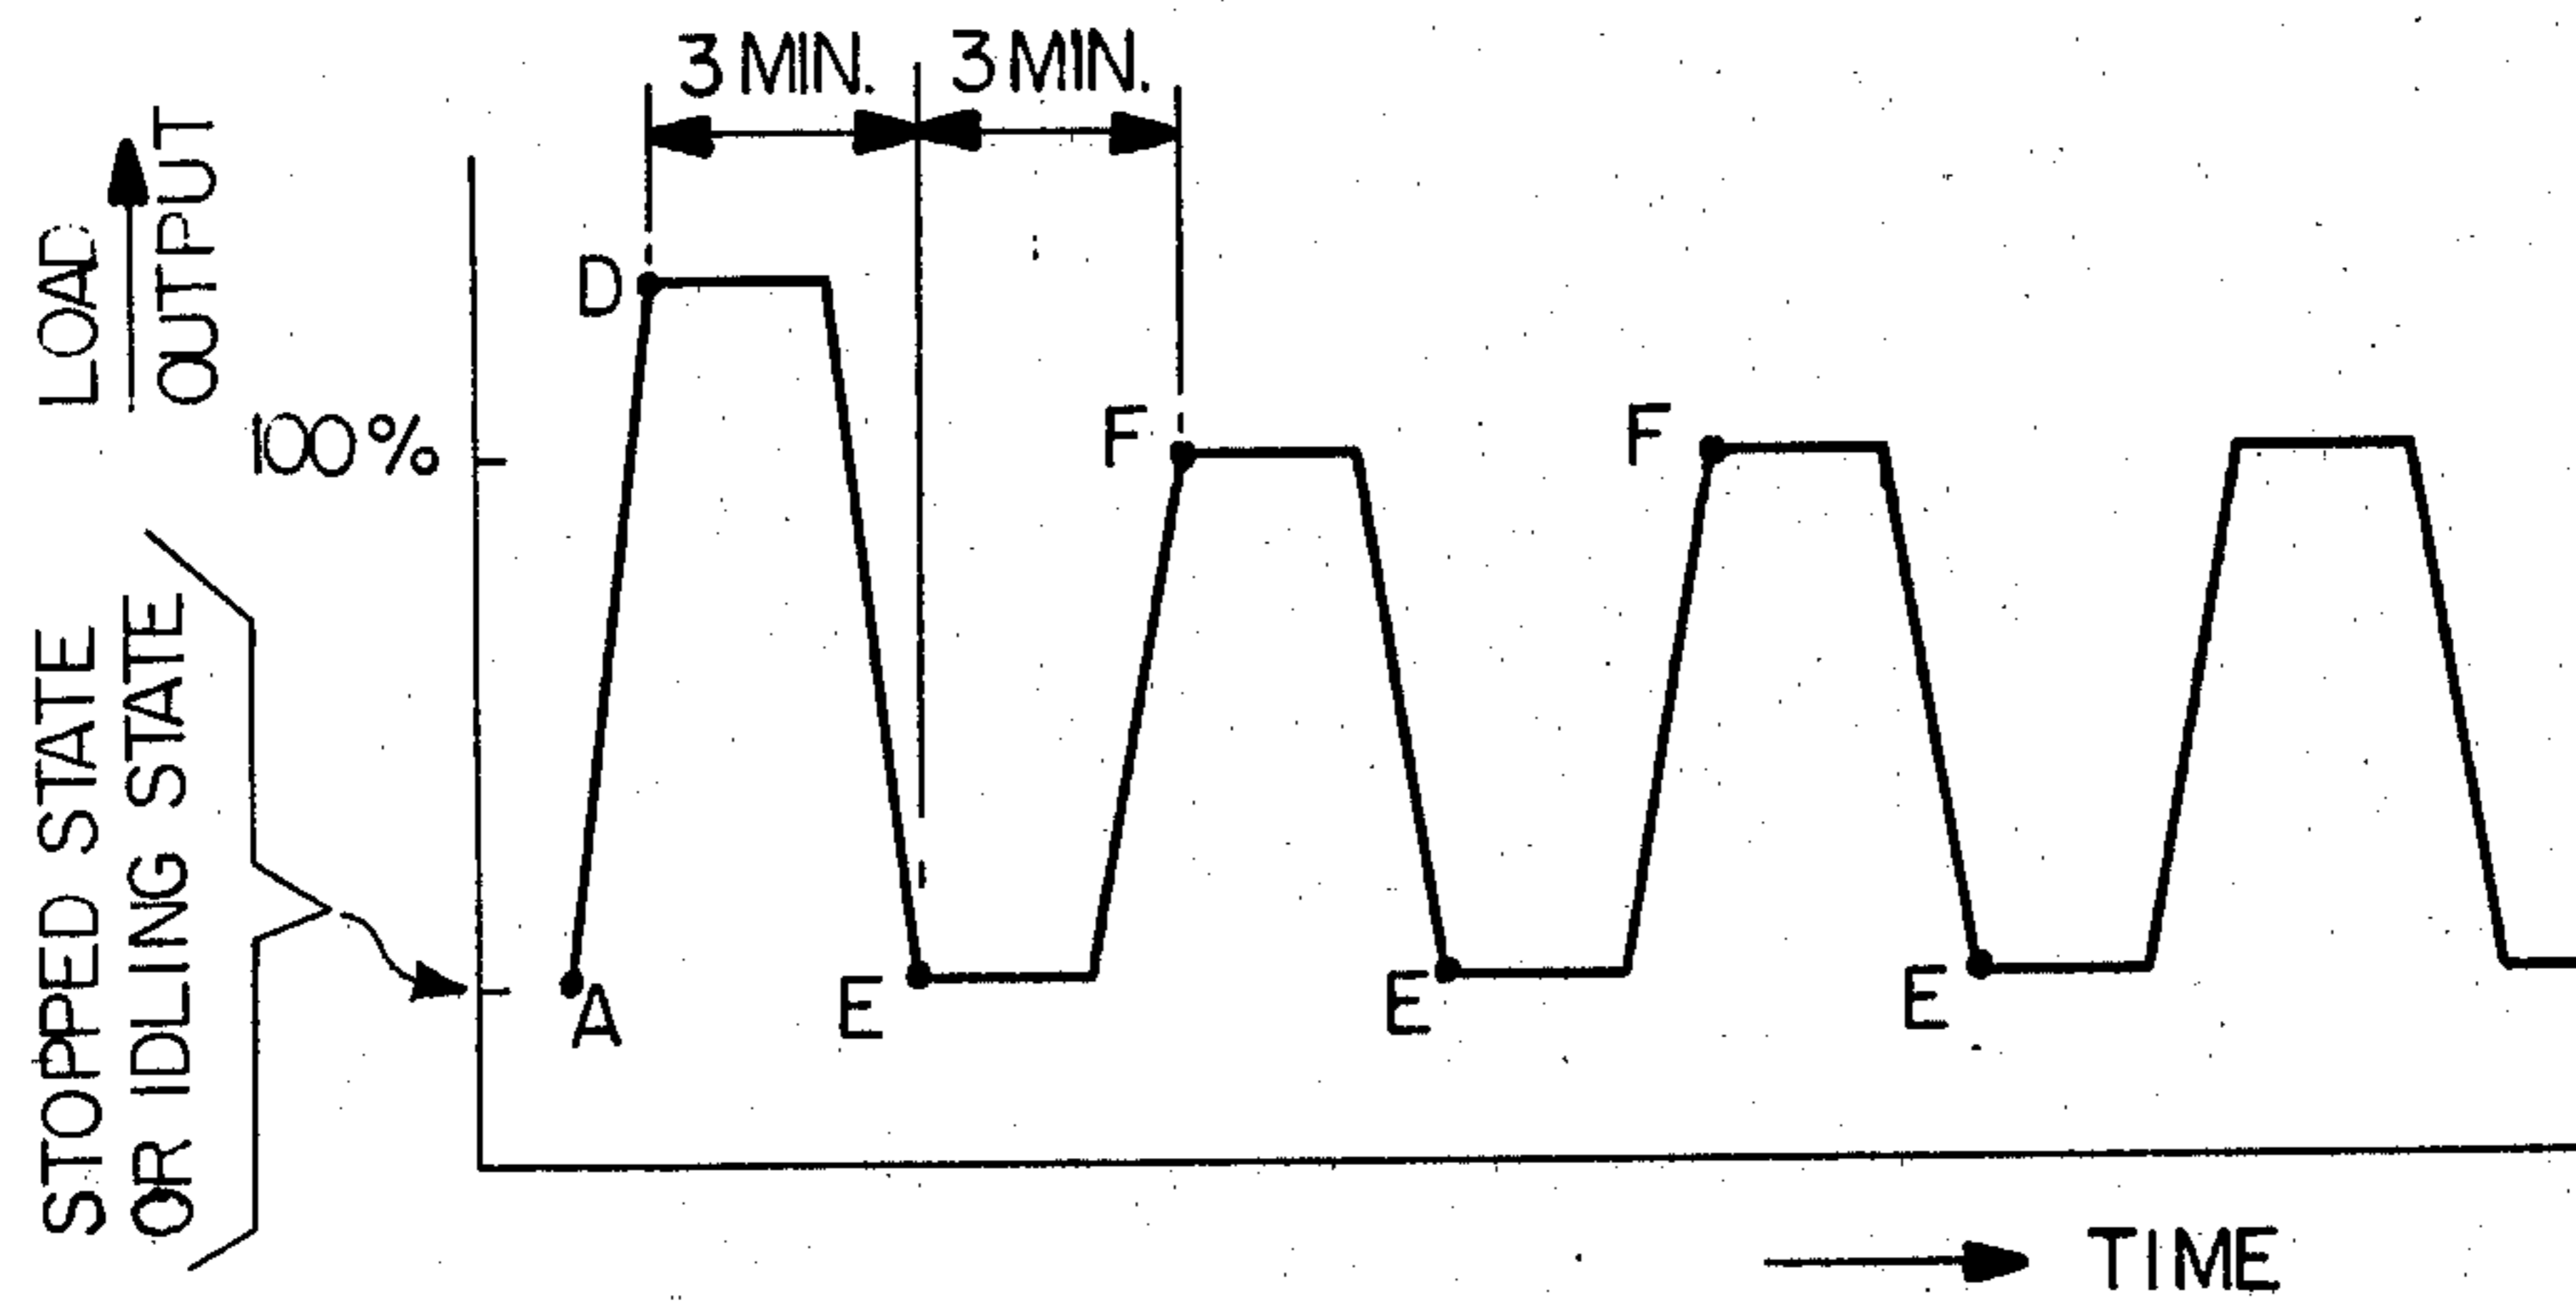 3 MIN.
3 MIN.
LOAD
OUTPUT
D
100%
F
F
STOPPED STATE
OR IDLING STATE
A
E
E
E
TIME